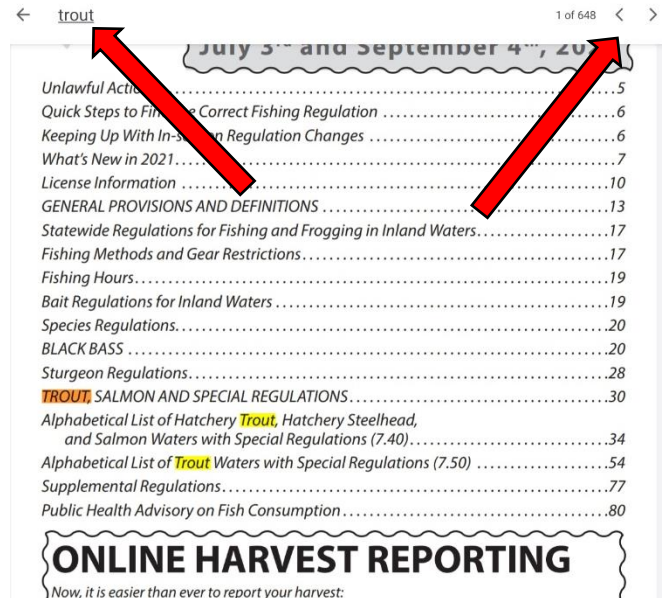 trout 1 of 648
July 3rd and September 4th, 20
Unlawful ..........5
Quick Steps to Correct Fishing Regulation ..........6
Keeping Up With Regulation Changes ..........6
What's New in 2021..........7
License Information ..........10
GENERAL PROVISIONS AND DEFINITIONS ..........13
Statewide Regulations for Fishing and Frogging in Inland Waters..........17
Fishing Methods and Gear Restrictions..........17
Fishing Hours..........19
Bait Regulations for Inland Waters ..........19
Species Regulations..........20
BLACK BASS ..........20
Sturgeon Regulations..........28
TROUT, SALMON AND SPECIAL REGULATIONS..........30
Alphabetical List of Hatchery Trout, Hatchery Steelhead,
and Salmon Waters with Special Regulations (7.40)..........34
Alphabetical List of Trout Waters with Special Regulations (7.50) ..........54
Supplemental Regulations..........77
Public Health Advisory on Fish Consumption..........80
ONLINE HARVEST REPORTING
Now, it is easier than ever to report your harvest: